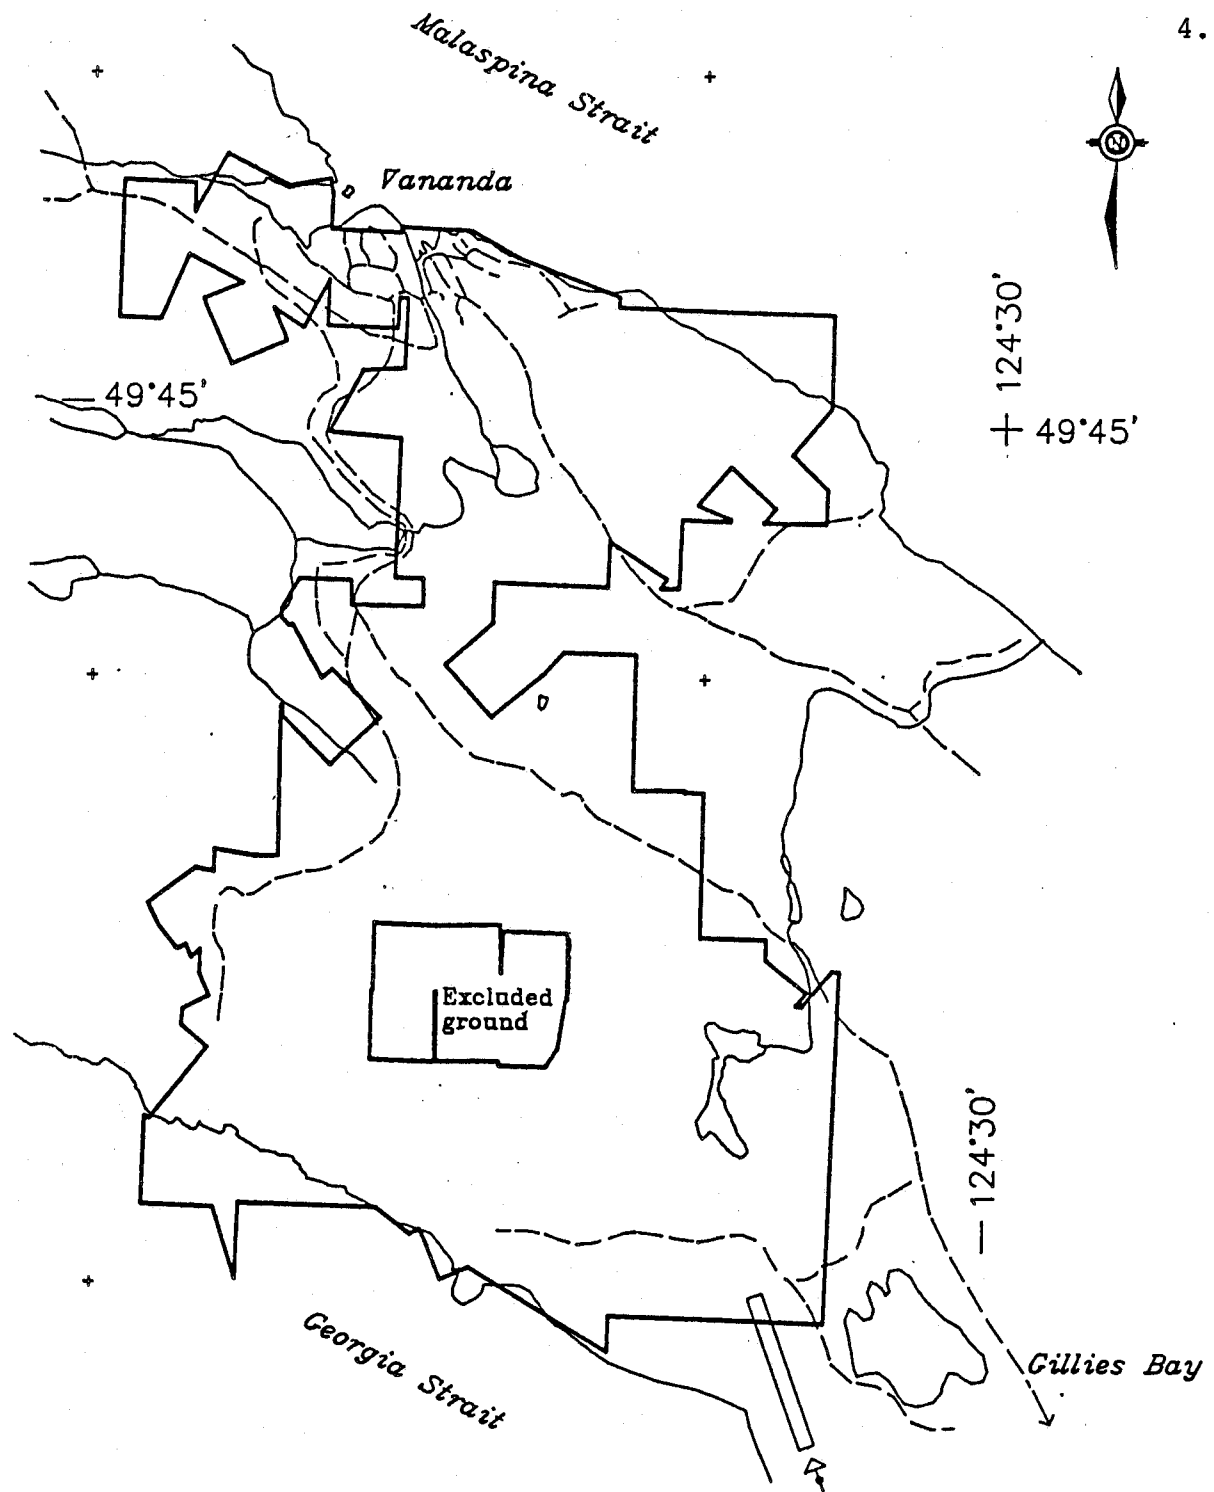 4.
Malaspina Strait
N
Vananda
124°30'
49°45'
49°45'
Excluded
ground
124°30'
Georgia Strait
Gillies Bay